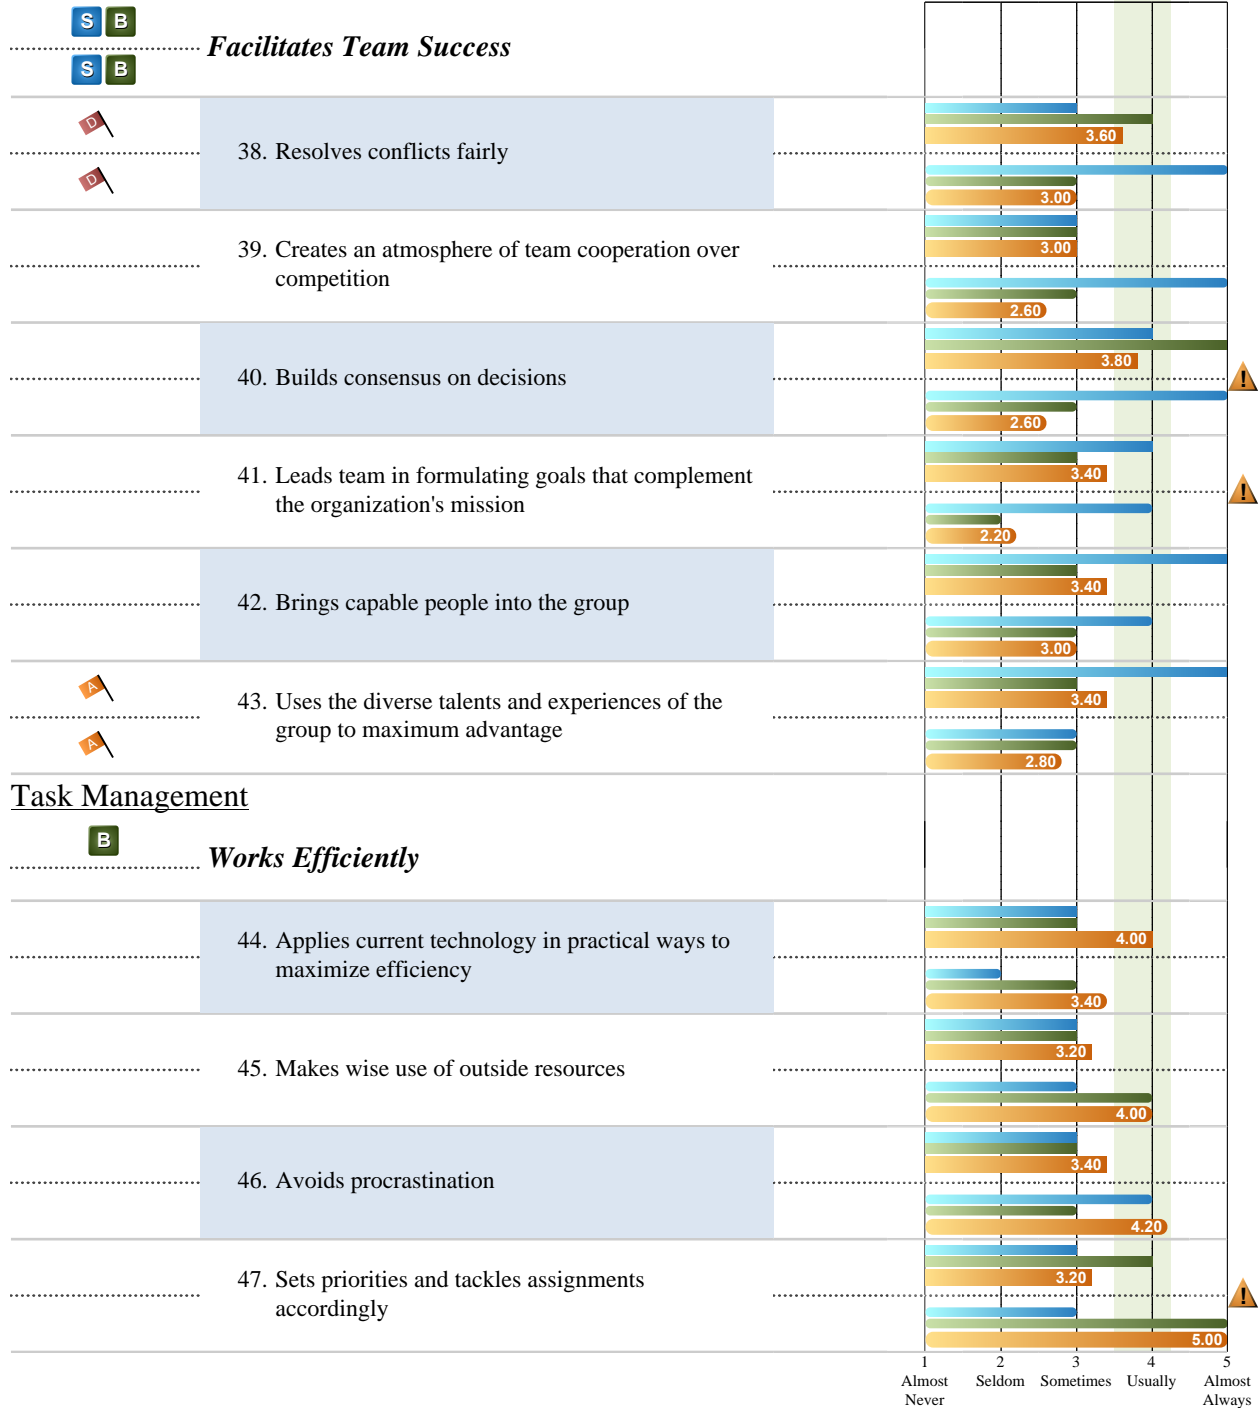 S B
Facilitates Team Success
S B
D
38. Resolves conflicts fairly
D
3.60
3.00
39. Creates an atmosphere of team cooperation over
competition
3.00
2.60
40. Builds consensus on decisions
3.80
!
2.60
41. Leads team in formulating goals that complement
the organization's mission
3.40
!
2.20
42. Brings capable people into the group
3.40
3.00
A
43. Uses the diverse talents and experiences of the
group to maximum advantage
A
3.40
2.80
Task Management
B
Works Efficiently
44. Applies current technology in practical ways to
maximize efficiency
4.00
3.40
45. Makes wise use of outside resources
3.20
4.00
46. Avoids procrastination
3.40
4.20
47. Sets priorities and tackles assignments
accordingly
3.20
!
5.00
1 2 3 4 5
Almost Seldom Sometimes Usually Almost
Never Always